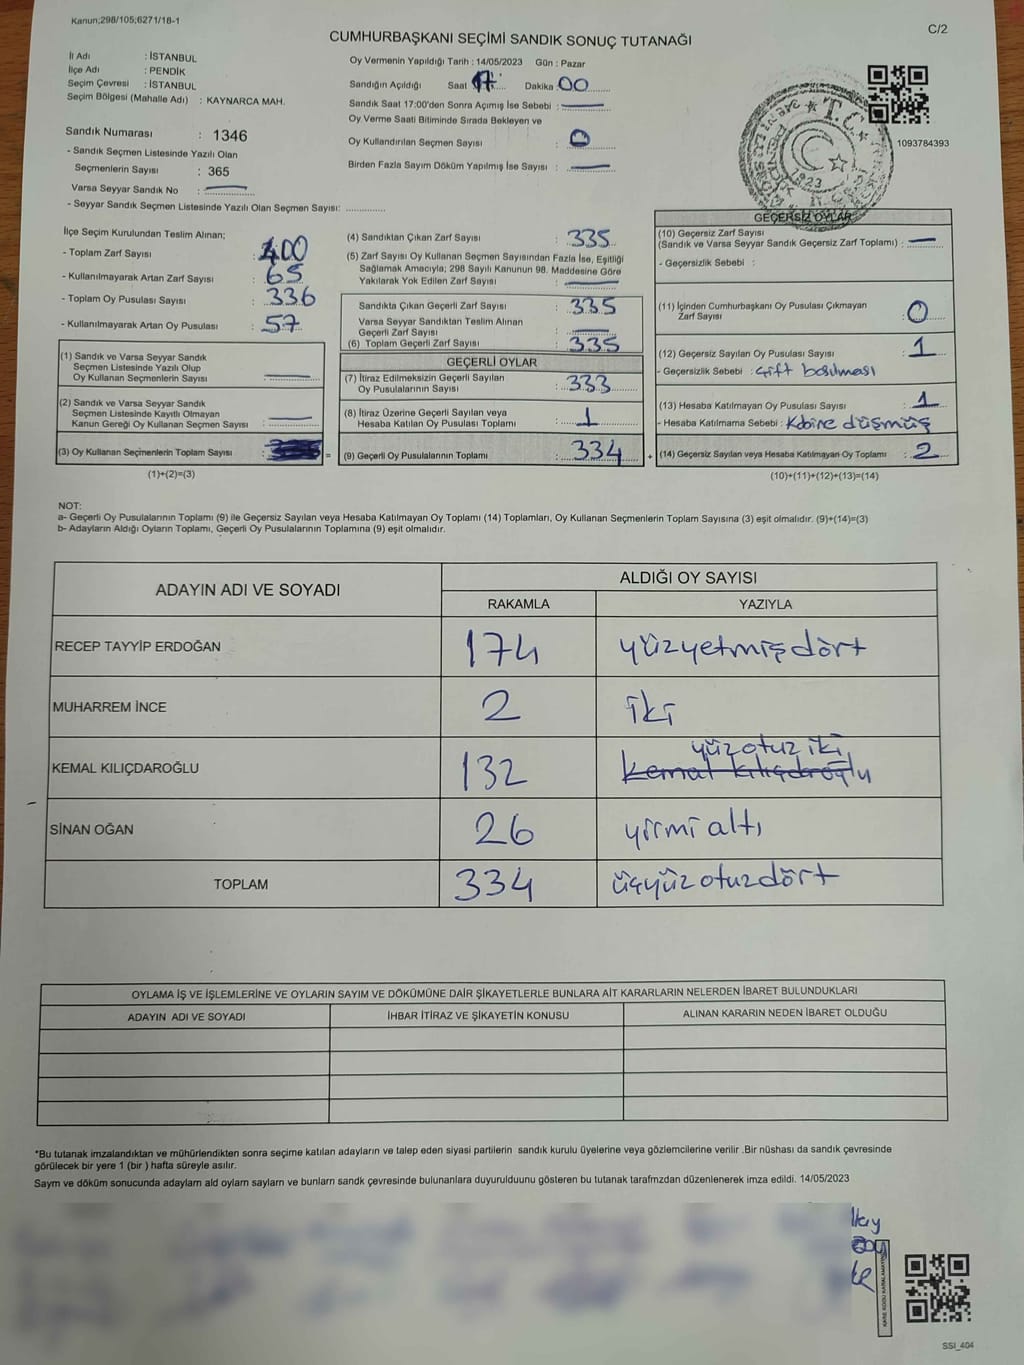 Kanun;298/105;6271/18-1
C/2
CUMHURBAŞKANI SEÇİMİ SANDIK SONUÇ TUTANAĞI
İl Adı : İSTANBUL
İlçe Adı : PENDİK
Seçim Çevresi : İSTANBUL
Seçim Bölgesi (Mahalle Adı) : KAYNARCA MAH.
Sandık Numarası : 1346
- Sandık Seçmen Listesinde Yazılı Olan
Seçmenlerin Sayısı : 365
Varsa Seyyar Sandık No :
- Seyyar Sandık Seçmen Listesinde Yazılı Olan Seçmen Sayısı:
Oy Vermenin Yapıldığı Tarih : 14/05/2023 Gün : Pazar
Sandığın Açıldığı Saat 17 Dakika 00
Sandık Saat 17:00'den Sonra Açımış İse Sebebi :
Oy Verme Saati Bitiminde Sırada Bekleyen ve
Oy Kullandırılan Seçmen Sayısı : 0
Birden Fazla Sayım Döküm Yapılmış İse Sayısı :
T.C.
1923
1093784393
İlçe Seçim Kurulundan Teslim Alınan;
- Toplam Zarf Sayısı : 400
- Kullanılmayarak Artan Zarf Sayısı : 65
- Toplam Oy Pusulası Sayısı : 336
- Kullanılmayarak Artan Oy Pusulası : 57
(1) Sandık ve Varsa Seyyar Sandık
Seçmen Listesinde Yazılı Olup
Oy Kullanan Seçmenlerin Sayısı :
(2) Sandık ve Varsa Seyyar Sandık
Seçmen Listesinde Kayıtlı Olmayan
Kanun Gereği Oy Kullanan Seçmen Sayısı :
(3) Oy Kullanan Seçmenlerin Toplam Sayısı : =
(1)+(2)=(3)
(4) Sandıktan Çıkan Zarf Sayısı : 335
(5) Zarf Sayısı Oy Kullanan Seçmen Sayısından Fazla İse, Eşitliği
Sağlamak Amacıyla; 298 Sayılı Kanunun 98. Maddesine Göre
Yakılarak Yok Edilen Zarf Sayısı :
Sandıkta Çıkan Geçerli Zarf Sayısı : 335
Varsa Seyyar Sandıktan Teslim Alınan
Geçerli Zarf Sayısı :
(6) Toplam Geçerli Zarf Sayısı : 335
GEÇERLİ OYLAR
(7) İtiraz Edilmeksizin Geçerli Sayılan
Oy Pusulalarının Sayısı : 333
(8) İtiraz Üzerine Geçerli Sayılan veya
Hesaba Katılan Oy Pusulası Toplamı : 1
(9) Geçerli Oy Pusulalarının Toplamı : 334 +
GEÇERSİZ OYLAR
(10) Geçersiz Zarf Sayısı
(Sandık ve Varsa Seyyar Sandık Geçersiz Zarf Toplamı) :
- Geçersizlik Sebebi :
(11) İçinden Cumhurbaşkanı Oy Pusulası Çıkmayan
Zarf Sayısı : 0
(12) Geçersiz Sayılan Oy Pusulası Sayısı : 1
- Geçersizlik Sebebi : Çift basılması
(13) Hesaba Katılmayan Oy Pusulası Sayısı : 1
- Hesaba Katılmama Sebebi : Kabine düşmüş
(14) Geçersiz Sayılan veya Hesaba Katılmayan Oy Toplamı : 2
(10)+(11)+(12)+(13)=(14)
NOT:
a- Geçerli Oy Pusulalarının Toplamı (9) ile Geçersiz Sayılan veya Hesaba Katılmayan Oy Toplamı (14) Toplamları, Oy Kullanan Seçmenlerin Toplam Sayısına (3) eşit olmalıdır. (9)+(14)=(3)
b- Adayların Aldığı Oyların Toplamı, Geçerli Oy Pusulalarının Toplamına (9) eşit olmalıdır.
ADAYIN ADI VE SOYADI
ALDIĞI OY SAYISI
RAKAMLA YAZIYLA
RECEP TAYYİP ERDOĞAN 174 yüzyetmişdört
MUHARREM İNCE 2 iki
yüzotuziki
KEMAL KILIÇDAROĞLU 132 Kemal Kılıçdaroğlu
SİNAN OĞAN 26 yirmi altı
TOPLAM 334 üçyüzotuzdört
OYLAMA İŞ VE İŞLEMLERİNE VE OYLARIN SAYIM VE DÖKÜMÜNE DAİR ŞİKAYETLERLE BUNLARA AİT KARARLARIN NELERDEN İBARET BULUNDUKLARI
ADAYIN ADI VE SOYADI İHBAR İTİRAZ VE ŞİKAYETİN KONUSU ALINAN KARARIN NEDEN İBARET OLDUĞU
*Bu tutanak imzalandıktan ve mühürlendikten sonra seçime katılan adayların ve talep eden siyasi partilerin sandık kurulu üyelerine veya gözlemcilerine verilir .Bir nüshası da sandık çevresinde
görülecek bir yere 1 (bir ) hafta süreyle asılır.
Saym ve döküm sonucunda adaylarn ald oylarn saylarn ve bunlarn sandk çevresinde bulunanlara duyurulduunu gösteren bu tutanak tarafmzdan düzenlenerek imza edildi. 14/05/2023
SSI_404